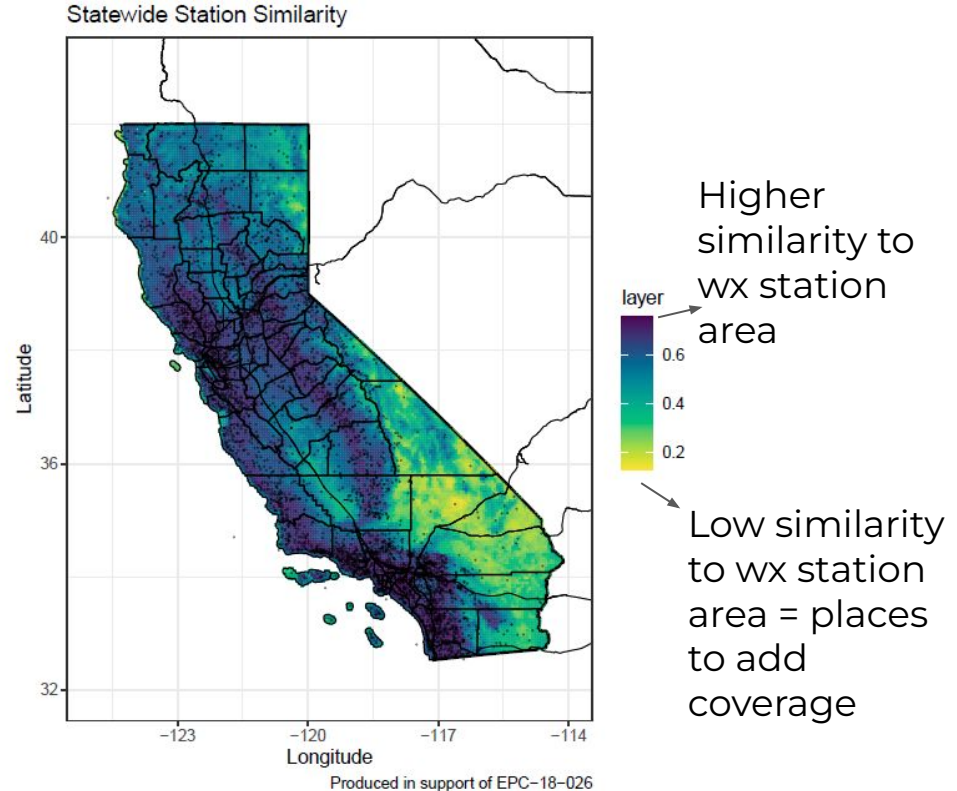 Statewide Station Similarity
40
36
32
Latitude
−123
−120
−117
−114
Longitude
Produced in support of EPC−18−026
layer
0.6
0.4
0.2
Higher
similarity to
wx station
area
Low similarity
to wx station
area = places
to add
coverage